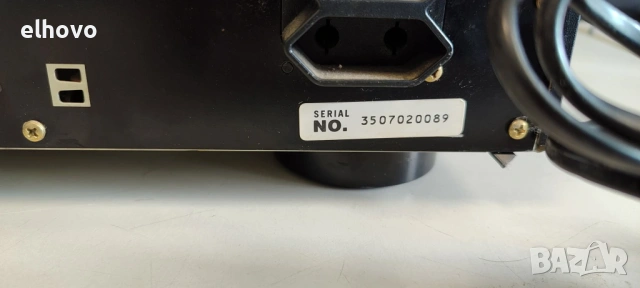 elhovo
SERIAL
NO. 3507020089
BAZAR